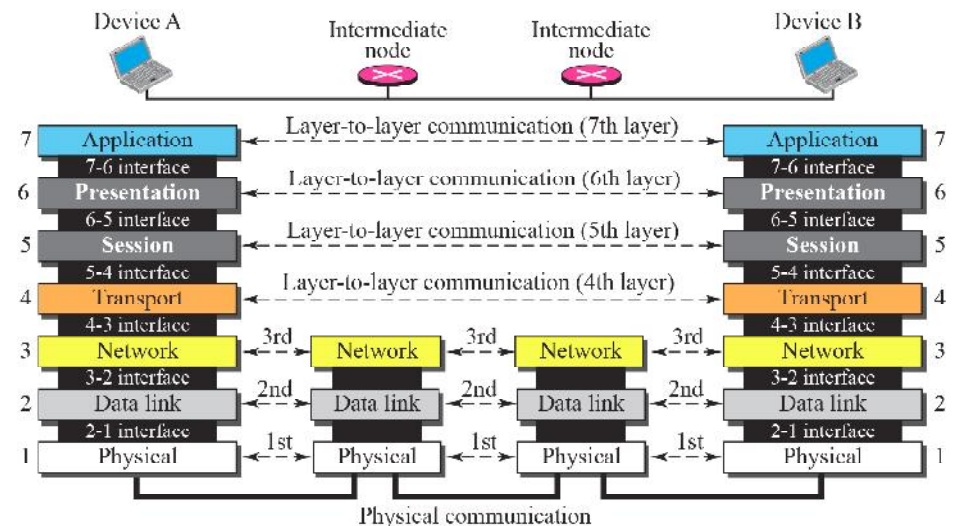 Device A
Intermediate node
Intermediate node
Device B
Layer-to-layer communication (7th layer)
7 Application
Application 7
7-6 interface
7-6 interface
Layer-to-layer communication (6th layer)
6 Presentation
Presentation 6
6-5 interface
6-5 interface
Layer-to-layer communication (5th layer)
5 Session
Session 5
5-4 interface
5-4 interface
Layer-to-layer communication (4th layer)
4 Transport
Transport 4
4-3 interface
4-3 interface
3 Network 3rd Network 3rd Network 3rd Network 3
3-2 interface
3-2 interface
2 Data link 2nd Data link 2nd Data link 2nd Data link 2
2-1 interface
2-1 interface
1 Physical 1st Physical 1st Physical 1st Physical 1
Physical communication